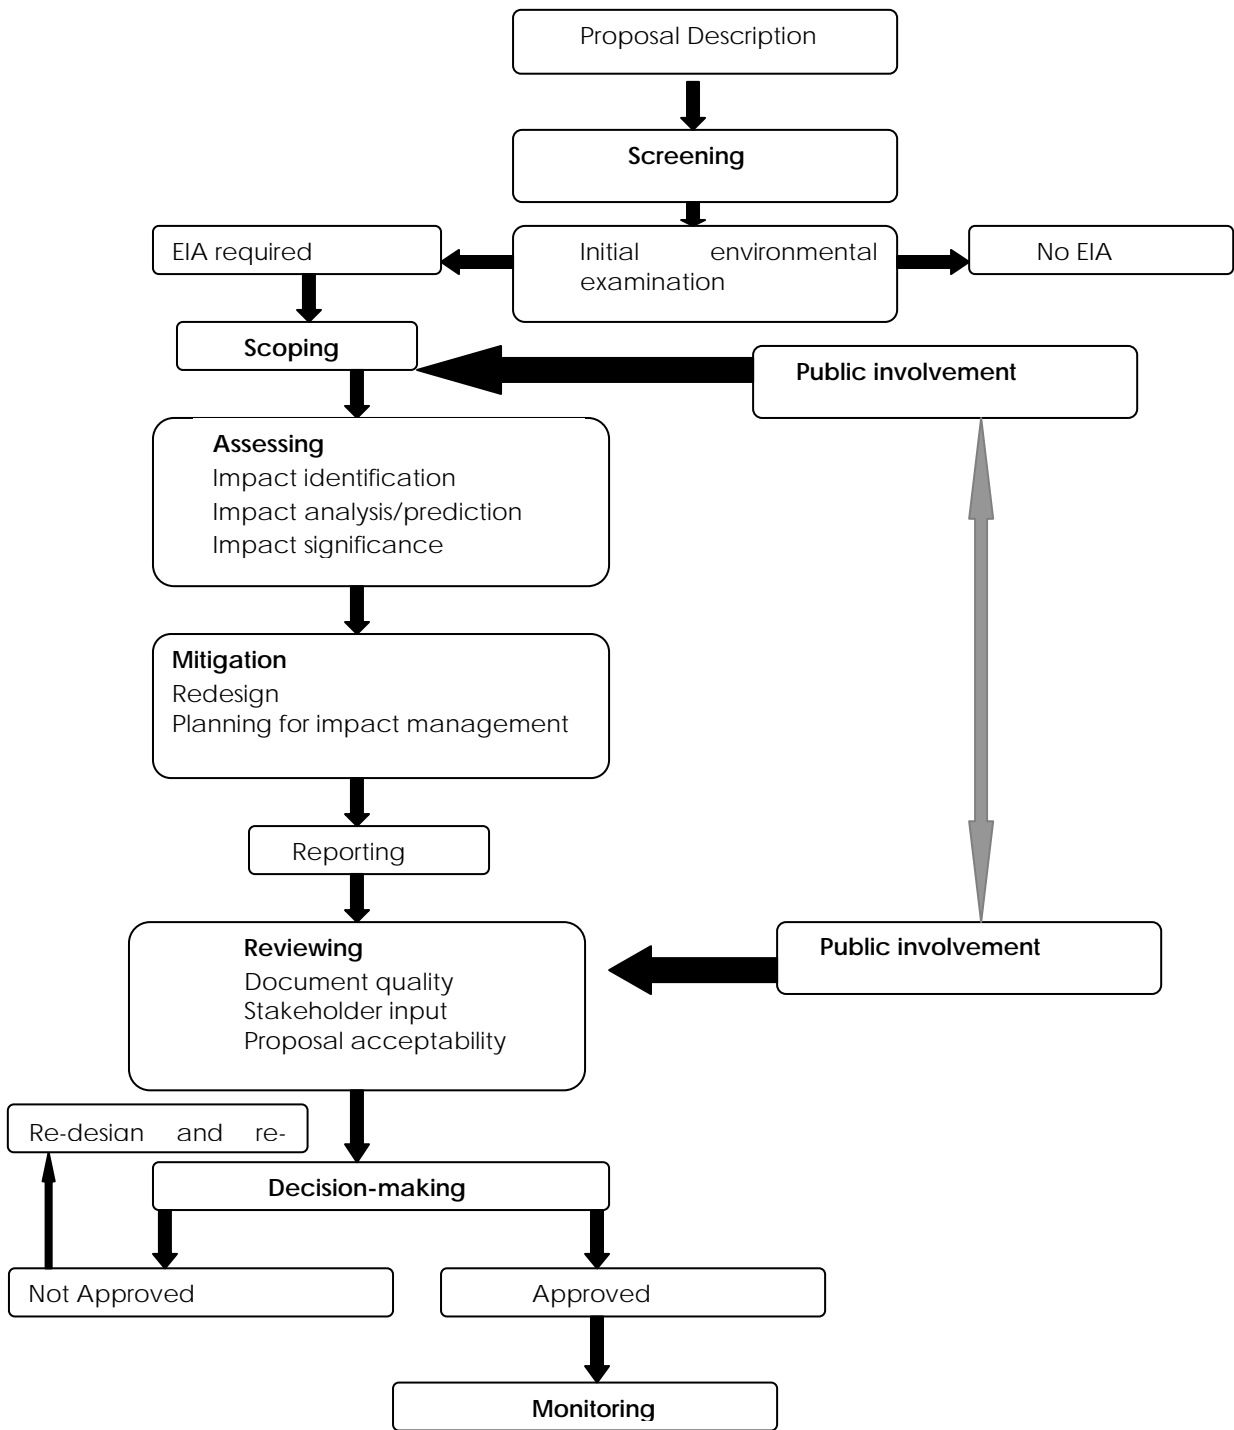 Proposal Description
Screening
EIA required
Initial environmental
examination
No EIA
Scoping
Public involvement
Assessing
Impact identification
Impact analysis/prediction
Impact significance
Mitigation
Redesign
Planning for impact management
Reporting
Reviewing
Document quality
Stakeholder input
Proposal acceptability
Public involvement
Re-design and re-
Decision-making
Not Approved
Approved
Monitoring